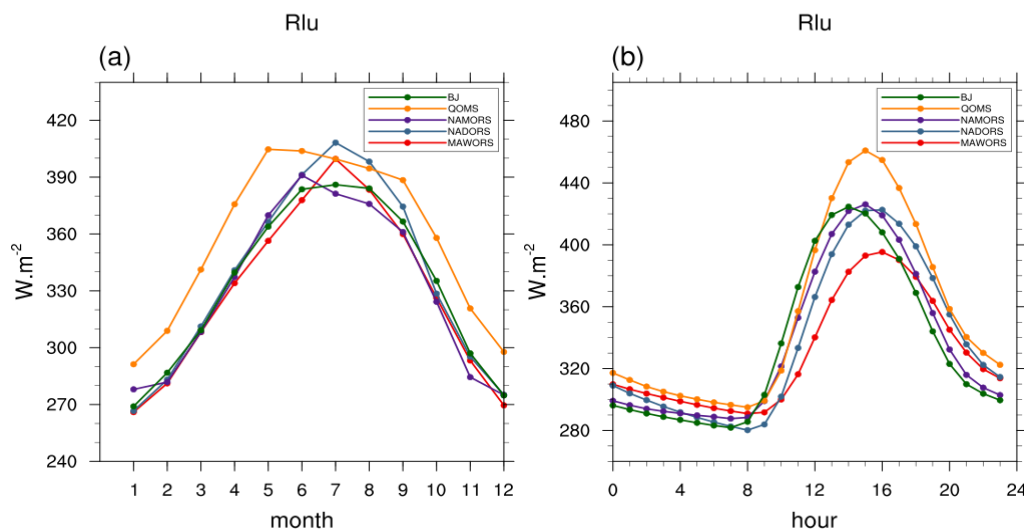 Rlu
(a)
BJ
QOMS
NAMORS
NADORS
MAWORS
W.m-2
420
390
360
330
300
270
240
1 2 3 4 5 6 7 8 9 10 11 12
month
Rlu
(b)
BJ
QOMS
NAMORS
NADORS
MAWORS
W.m-2
480
440
400
360
320
280
0 4 8 12 16 20 24
hour